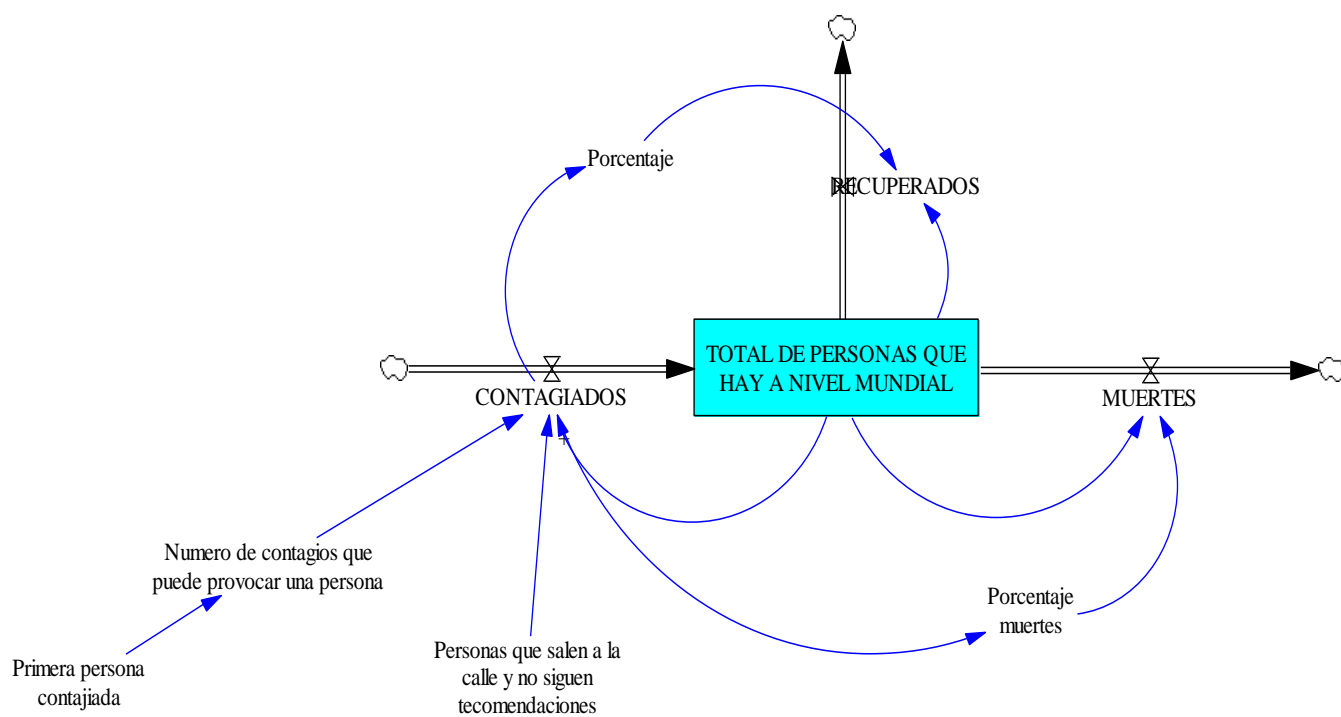 Porcentaje
RECUPERADOS
TOTAL DE PERSONAS QUE
HAY A NIVEL MUNDIAL
CONTAGIADOS
MUERTES
+
Numero de contagios que
puede provocar una persona
Porcentaje
muertes
Primera persona
contajiada
Personas que salen a la
calle y no siguen
tecomendaciones